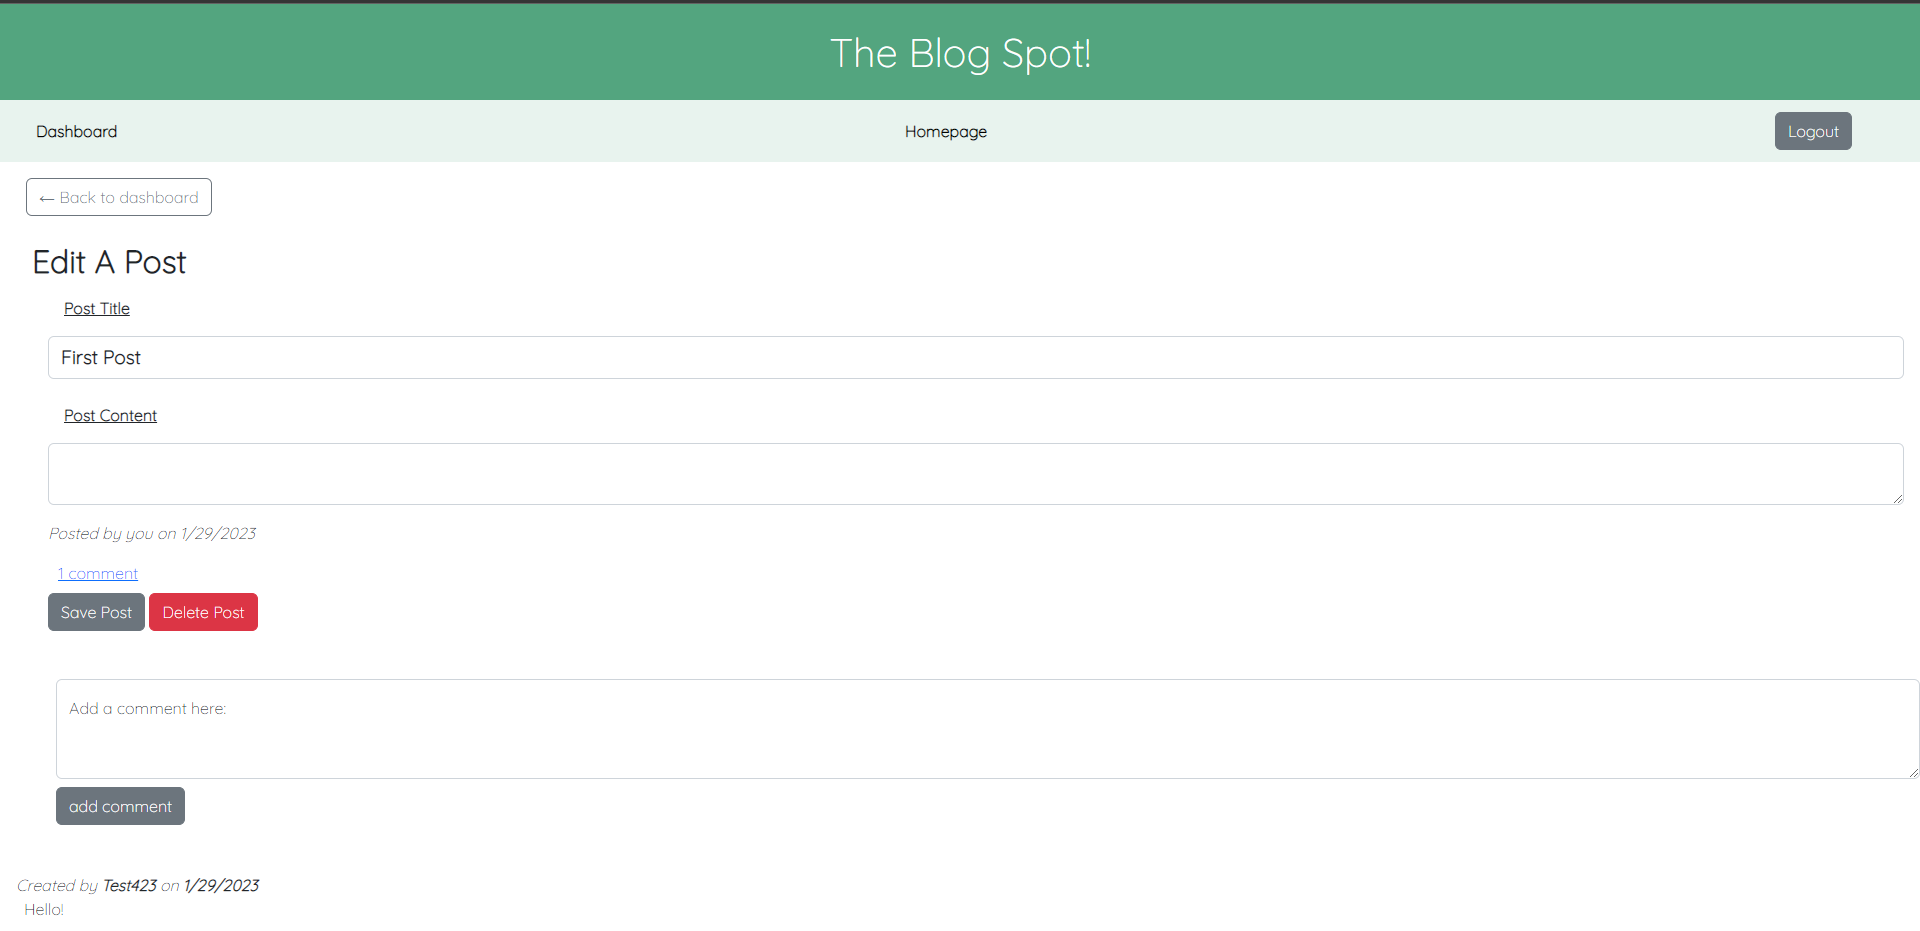 The Blog Spot!
Dashboard Homepage Logout
← Back to dashboard
Edit A Post
Post Title
First Post
Post Content
Posted by you on 1/29/2023
1 comment
Save Post Delete Post
Add a comment here:
add comment
Created by Test423 on 1/29/2023
Hello!